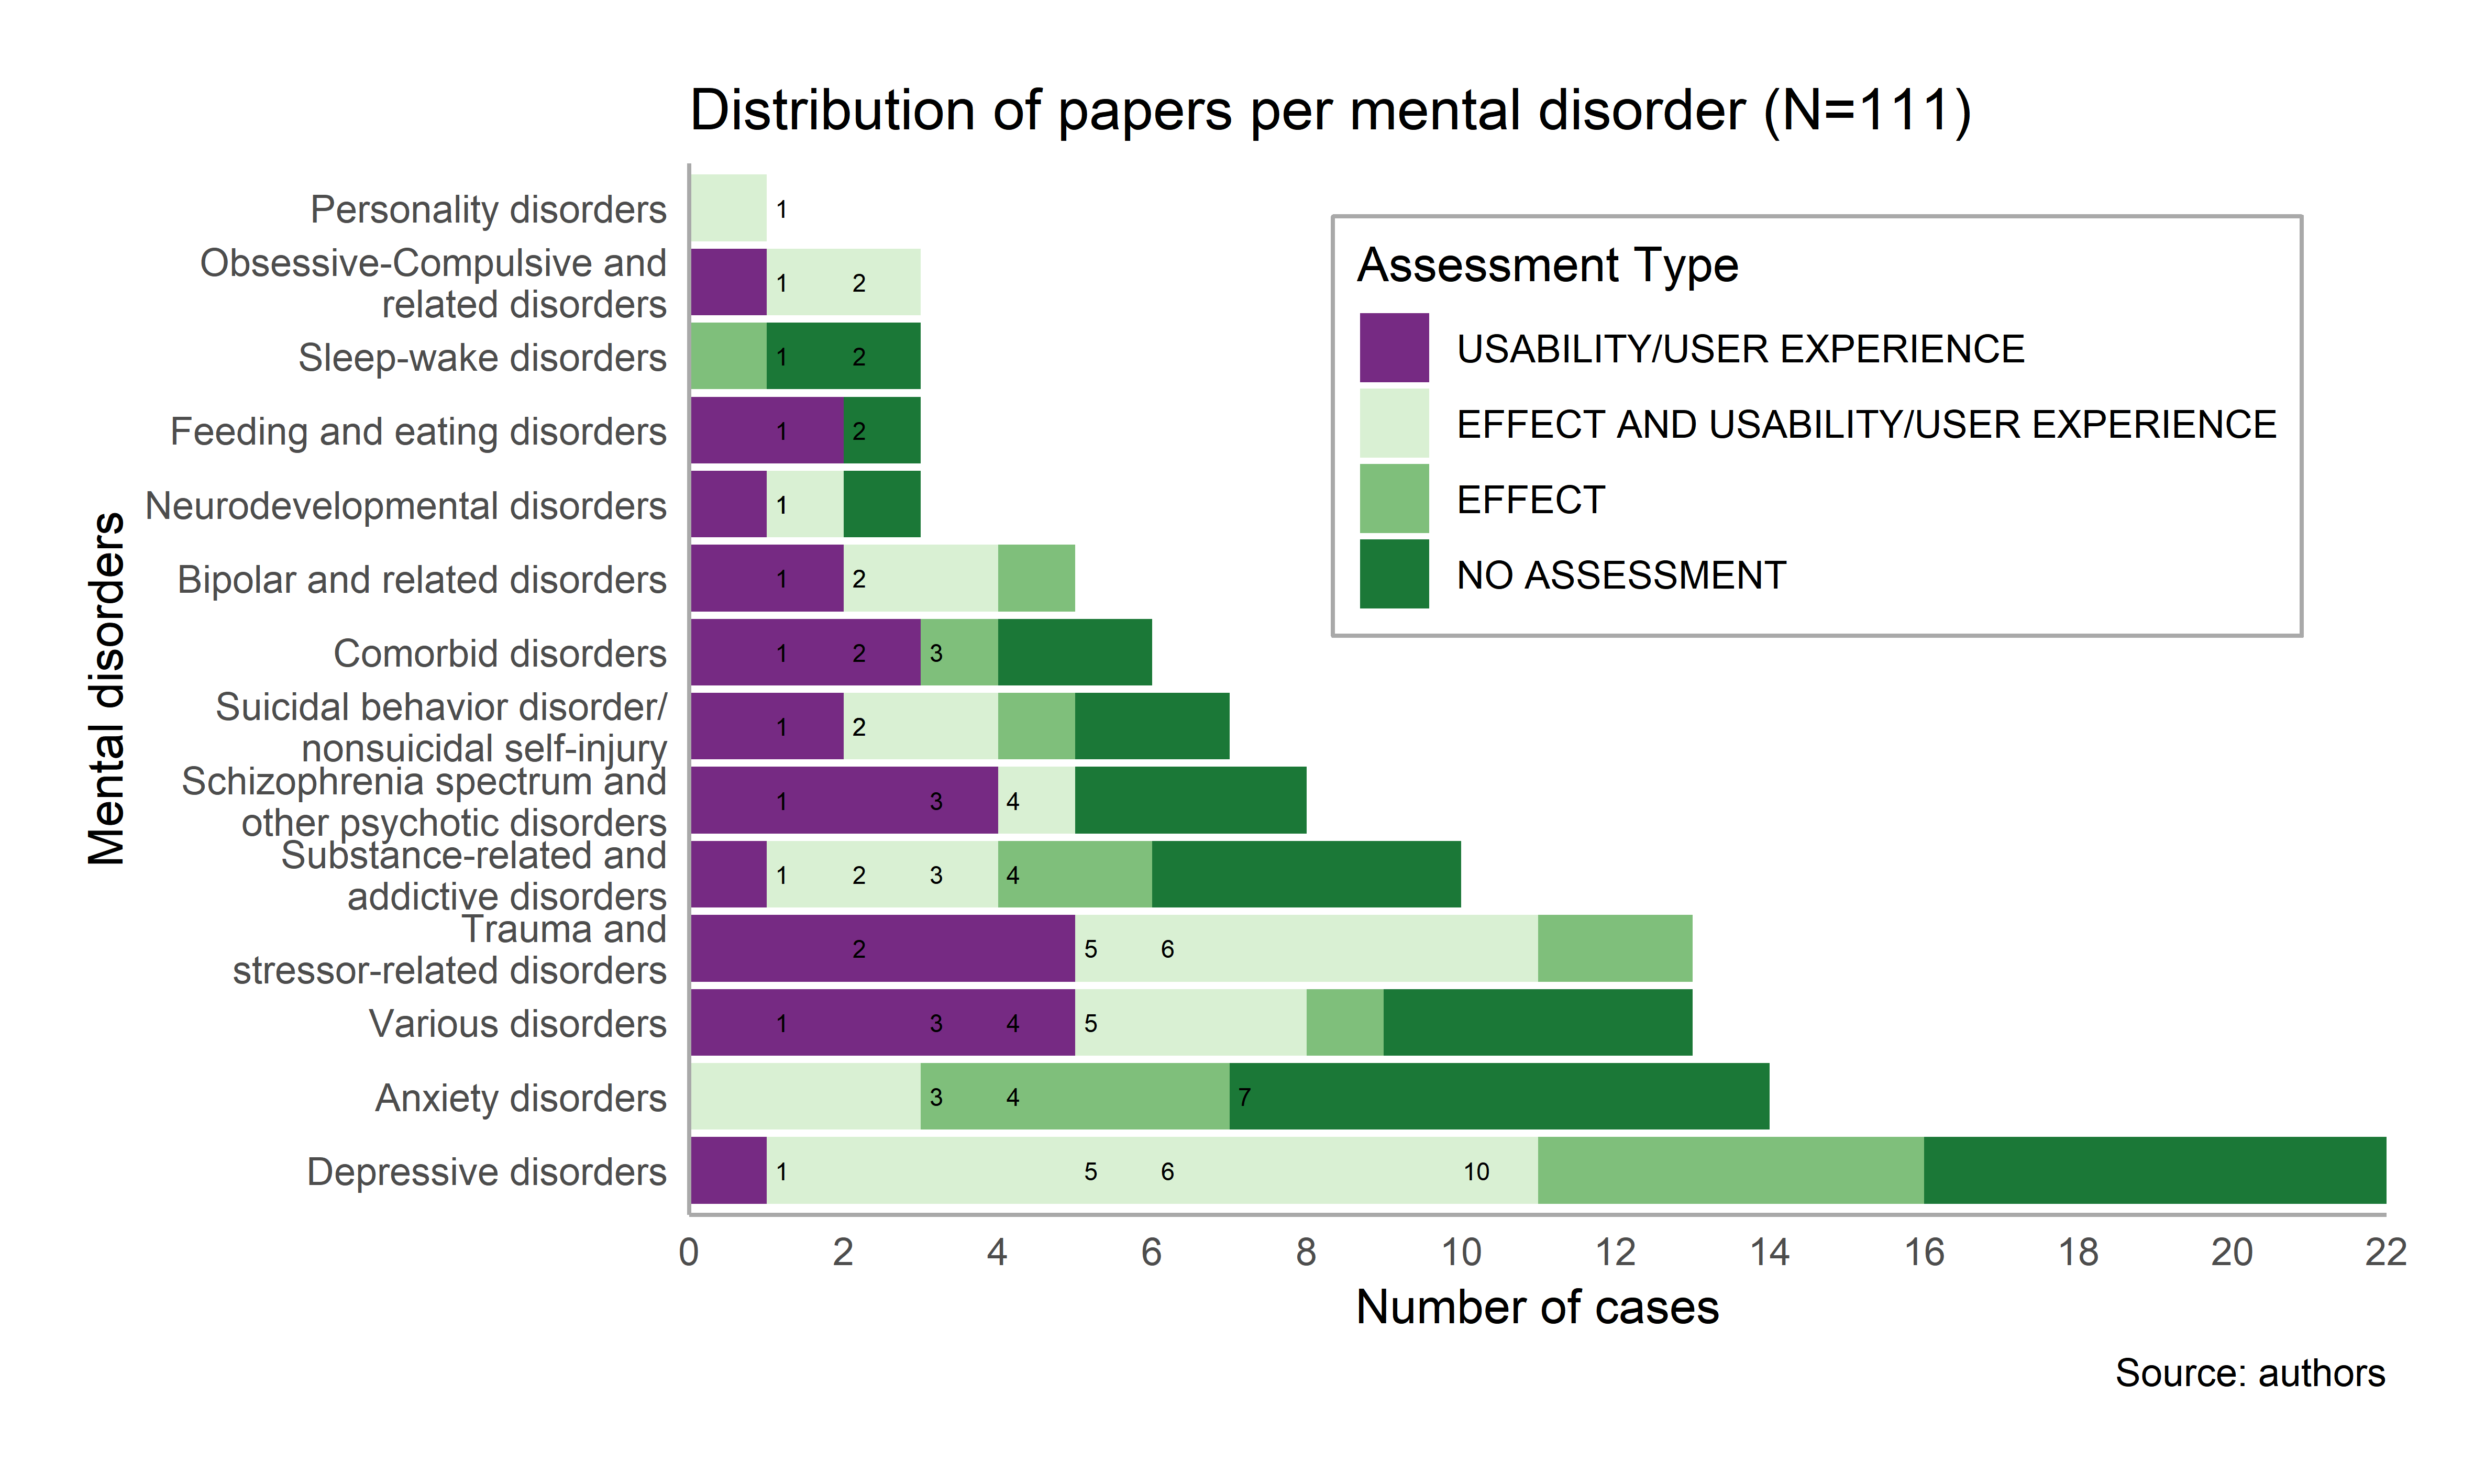 Distribution of papers per mental disorder (N=111)
Personality disorders
1
Obsessive-Compulsive and
related disorders
1 2
Sleep-wake disorders
1 2
Feeding and eating disorders
1 2
Neurodevelopmental disorders
1
Bipolar and related disorders
1 2
Comorbid disorders
1 2 3
Suicidal behavior disorder/
nonsuicidal self-injury
1 2
Schizophrenia spectrum and
other psychotic disorders
1 3 4
Substance-related and
addictive disorders
1 2 3 4
Trauma and
stressor-related disorders
2 5 6
Various disorders
1 3 4 5
Anxiety disorders
3 4 7
Depressive disorders
1 5 6 10
Mental disorders
0 2 4 6 8 10 12 14 16 18 20 22
Number of cases
Assessment Type
USABILITY/USER EXPERIENCE
EFFECT AND USABILITY/USER EXPERIENCE
EFFECT
NO ASSESSMENT
Source: authors